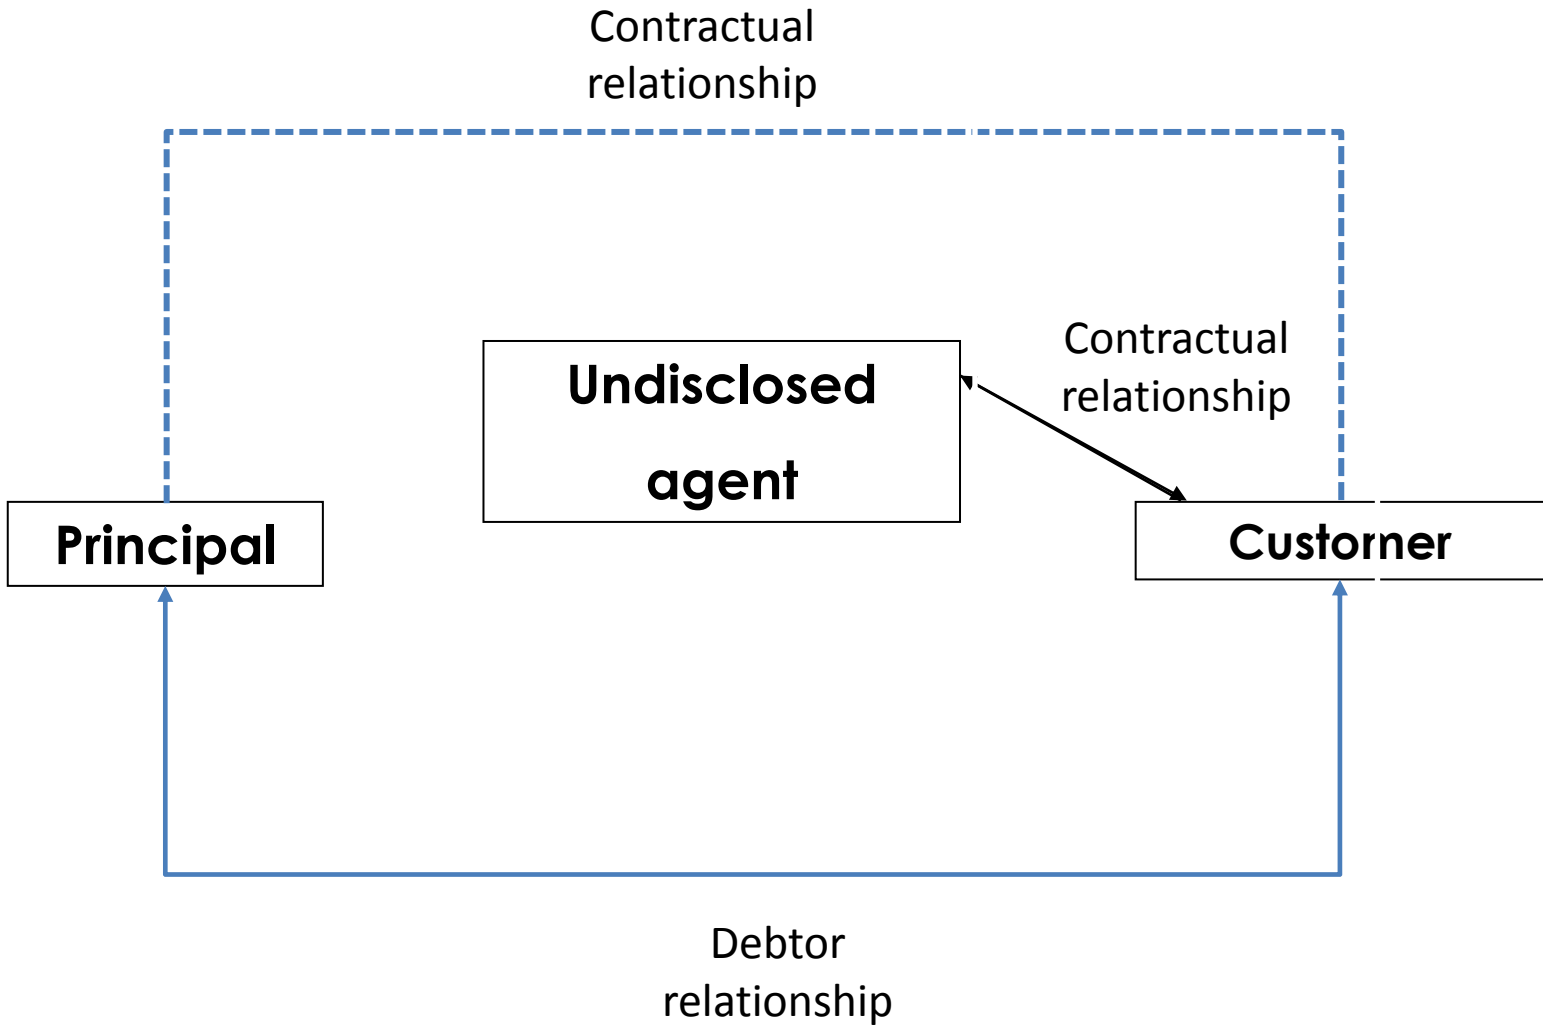 Contractual
relationship
Contractual
relationship
Undisclosed
agent
Principal
Customer
Debtor
relationship